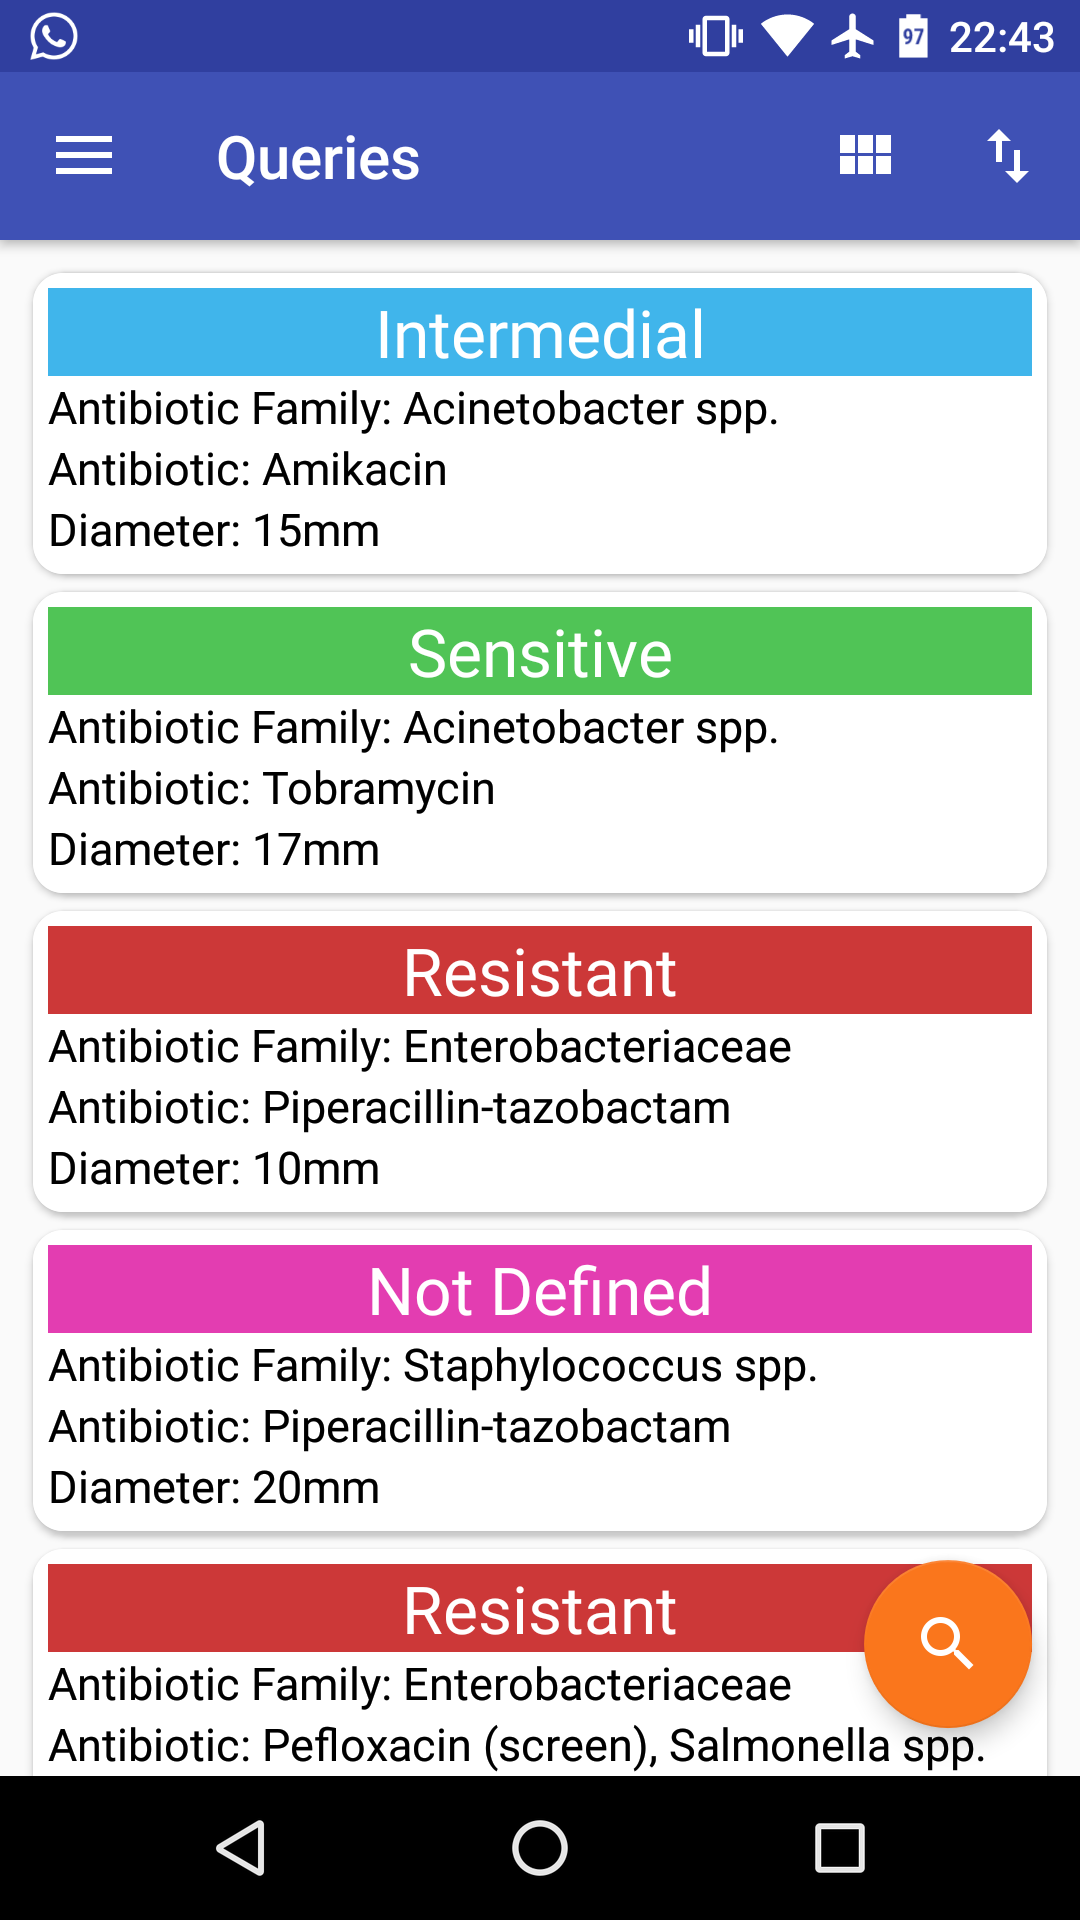 97 22:43
Queries
Intermedial
Antibiotic Family: Acinetobacter spp.
Antibiotic: Amikacin
Diameter: 15mm
Sensitive
Antibiotic Family: Acinetobacter spp.
Antibiotic: Tobramycin
Diameter: 17mm
Resistant
Antibiotic Family: Enterobacteriaceae
Antibiotic: Piperacillin-tazobactam
Diameter: 10mm
Not Defined
Antibiotic Family: Staphylococcus spp.
Antibiotic: Piperacillin-tazobactam
Diameter: 20mm
Resistant
Antibiotic Family: Enterobacteriaceae
Antibiotic: Pefloxacin (screen), Salmonella spp.